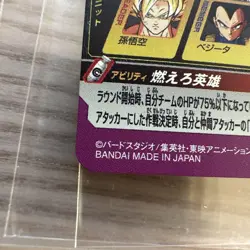 ニット
孫悟空
ベジータ
アビリティ 燃えろ英雄
ラウンド開始時、自分チームのHPが75%以下になってい
アタッカーにした作戦決定時、自分と仲間アタッカーの「
©バードスタジオ/集英社・東映アニメーション
BANDAI MADE IN JAPAN